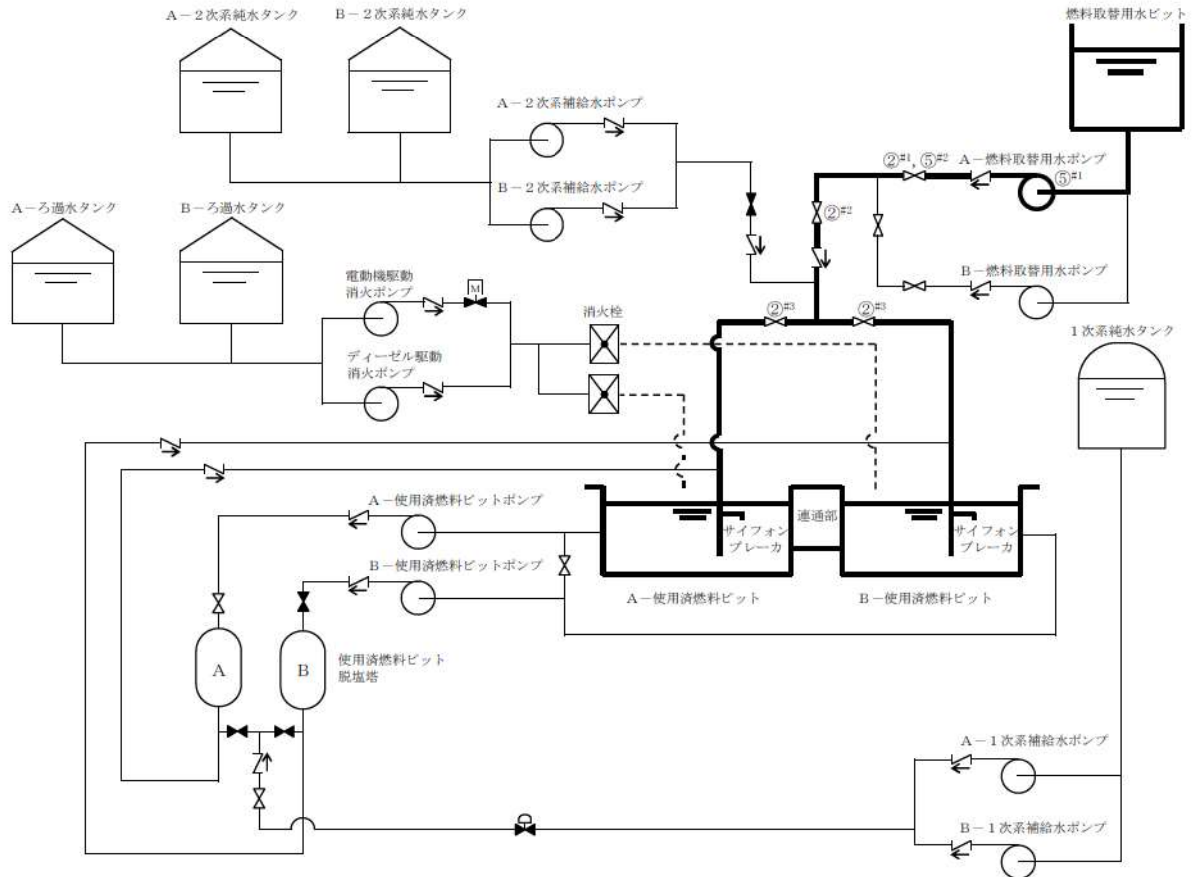 A-2次系純水タンク
B-2次系純水タンク
燃料取替用水ピット
A-2次系補給水ポンプ
B-2次系補給水ポンプ
②#1, ⑤#2
A-燃料取替用水ポンプ
⑤#1
②#2
B-燃料取替用水ポンプ
A-ろ過水タンク
B-ろ過水タンク
電動機駆動
消火ポンプ
M
消火栓
②#3
②#3
1次系純水タンク
ディーゼル駆動
消火ポンプ
A-使用済燃料ピットポンプ
B-使用済燃料ピットポンプ
サイフォン
ブレーカ
連通部
サイフォン
ブレーカ
A-使用済燃料ピット
B-使用済燃料ピット
A
B
使用済燃料ピット
脱塩塔
A-1次系補給水ポンプ
B-1次系補給水ポンプ